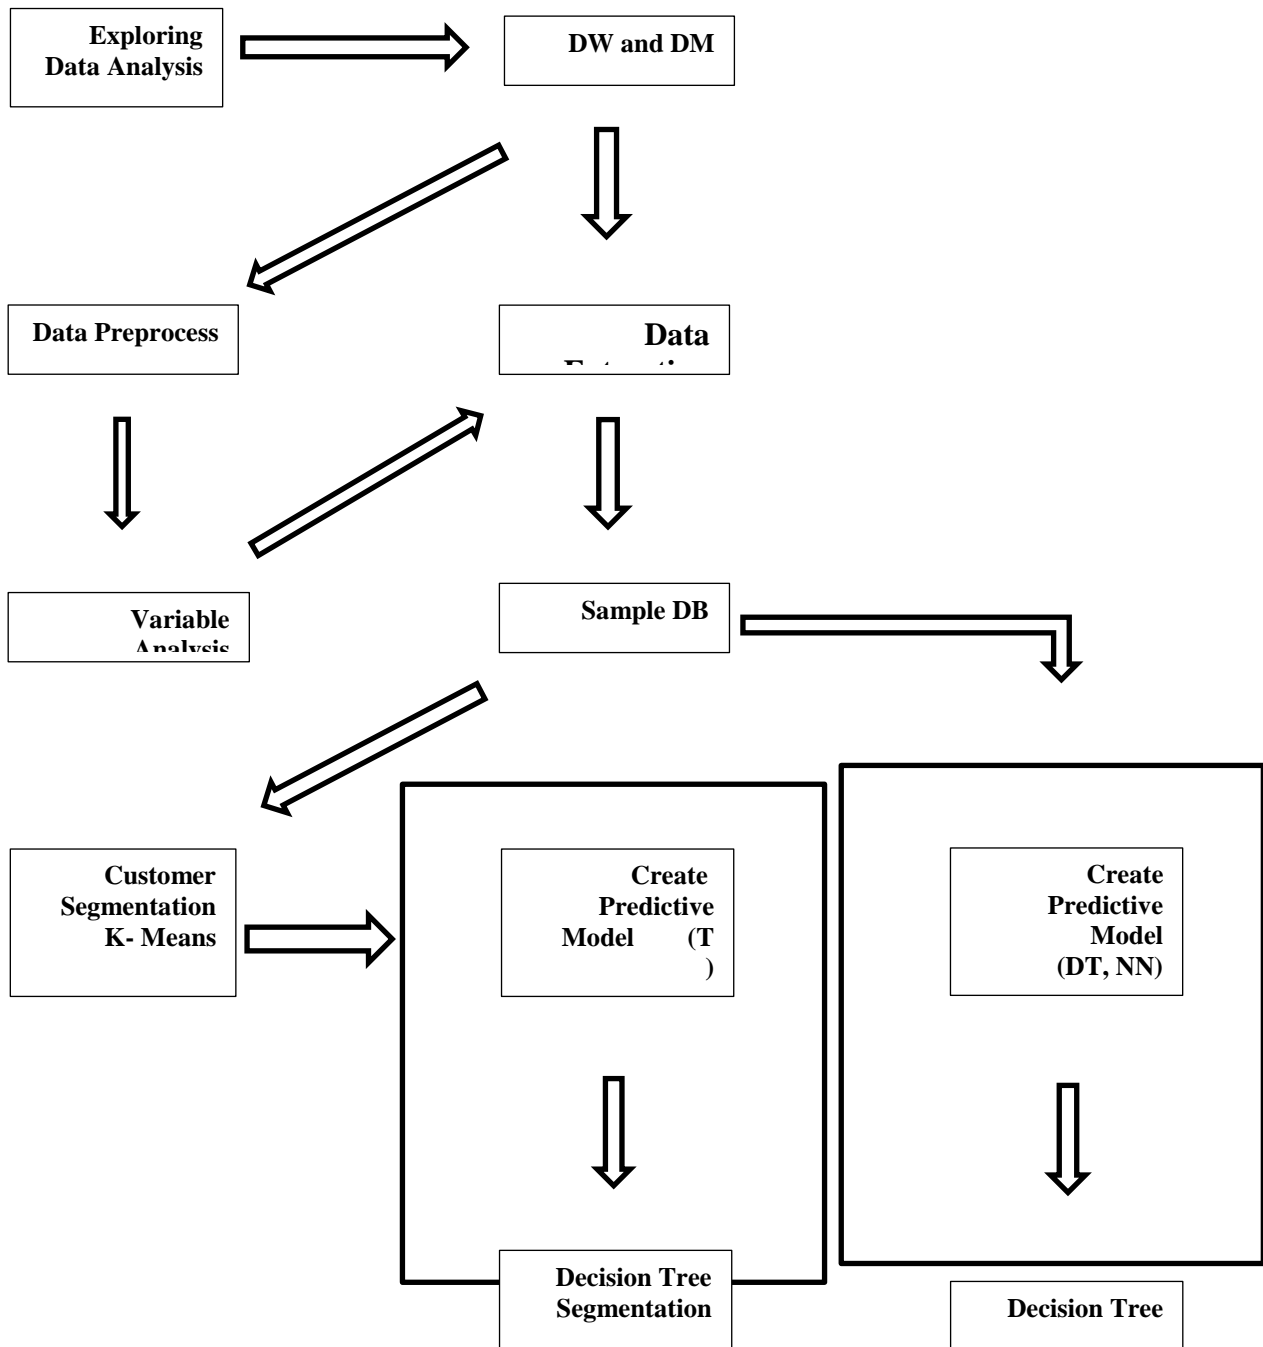 Exploring
Data Analysis
DW and DM
Data Preprocess
Data
Variable
Analysis
Sample DB
Customer
Segmentation
K- Means
Create
Predictive
Model (T
)
Create
Predictive
Model
(DT, NN)
Decision Tree
Segmentation
Decision Tree